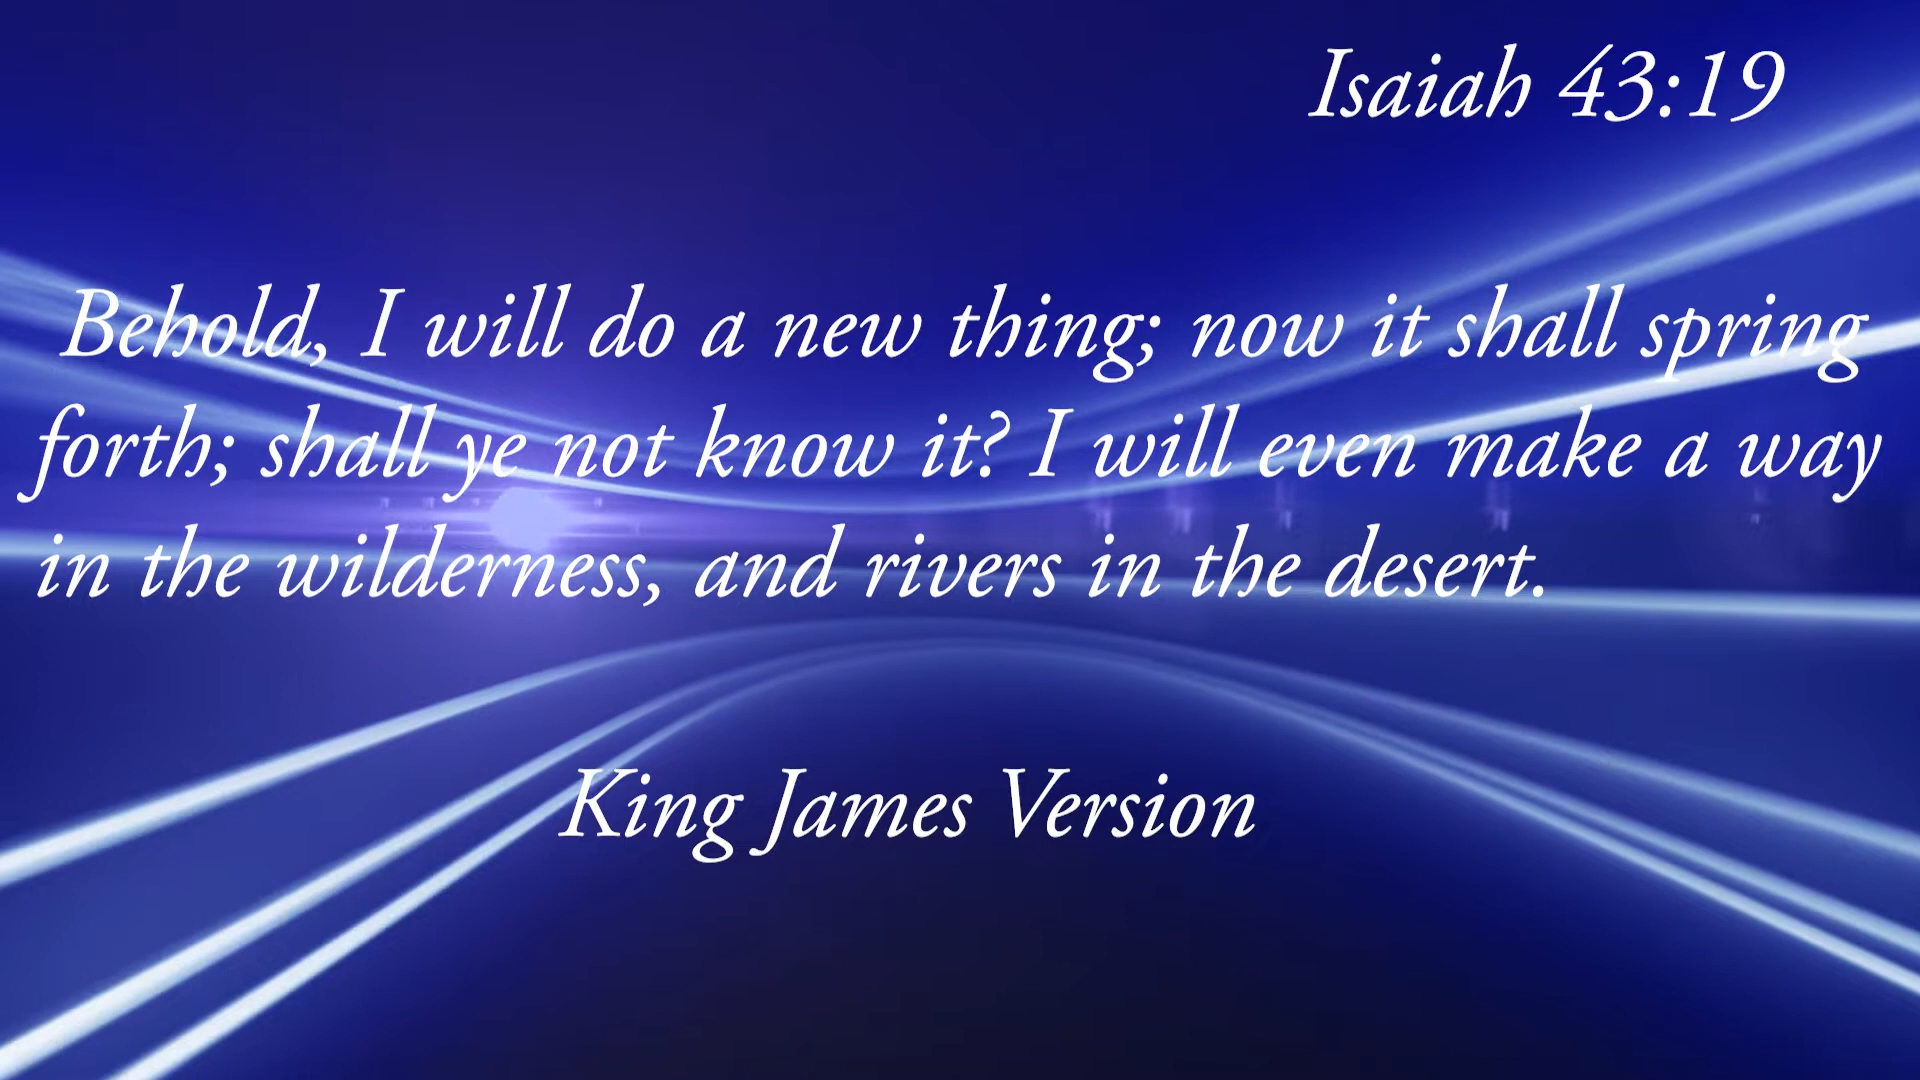 Isaiah 43:19
Behold, I will do a new thing; now it shall spring
forth; shall ye not know it? I will even make a way
in the wilderness, and rivers in the desert.
King James Version